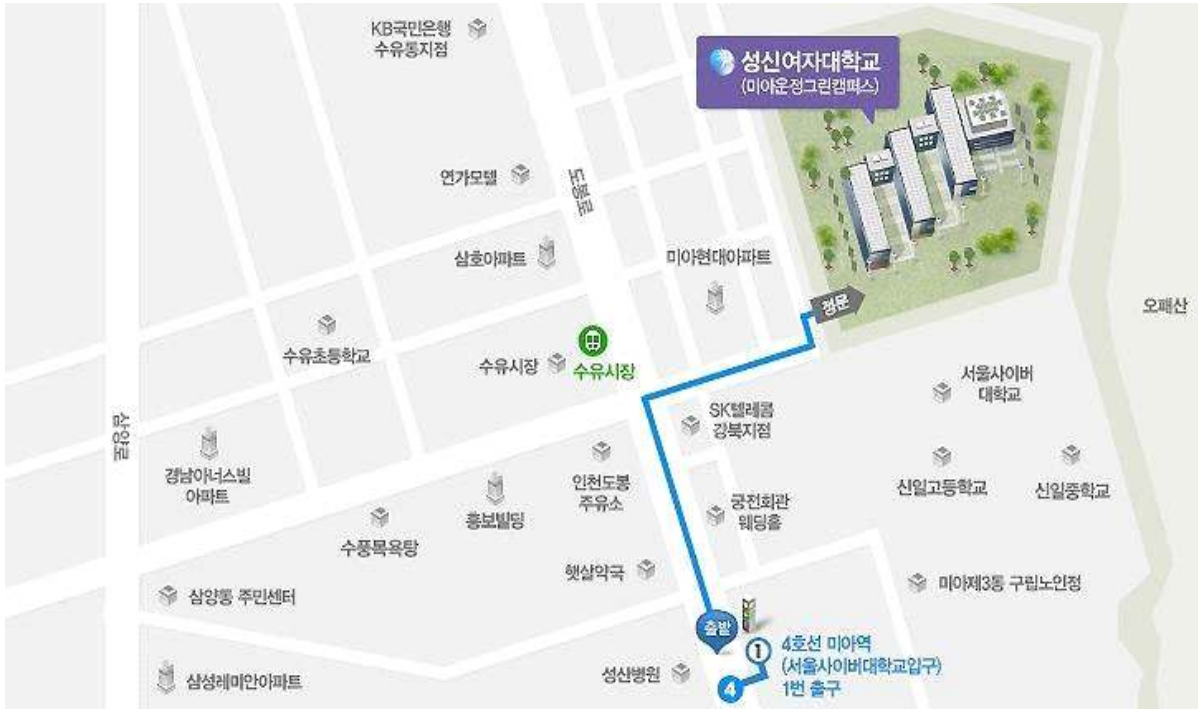 KB국민은행
수유동지점
성신여자대학교
(미아운정그린캠퍼스)
연가모텔
도봉로
삼호아파트
미아현대아파트
정문
오패산
수유초등학교
수유시장
수유시장
서울사이버
대학교
SK텔레콤
강북지점
삼양로
경남아너스빌
아파트
인천도봉
주유소
신일고등학교
신일중학교
홍보빌딩
궁전회관
웨딩홀
수풍목욕탕
햇살약국
미아제3동 구립노인정
삼양동 주민센터
출발
1
4호선 미아역
(서울사이버대학교입구)
1번 출구
성산병원
4
삼성래미안아파트